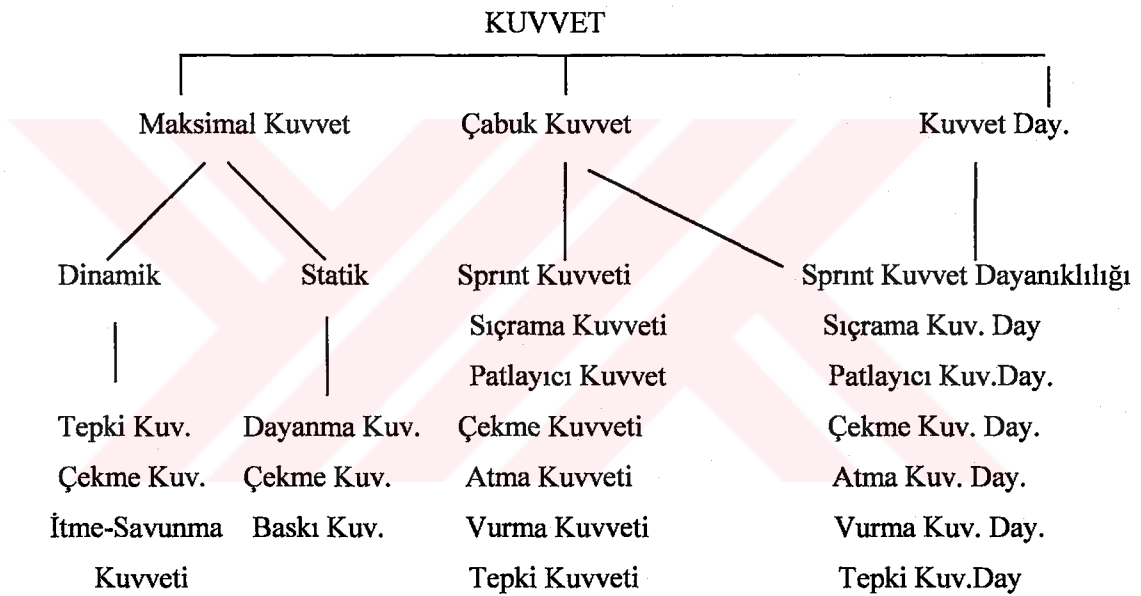 KUVVET
Maksimal Kuvvet Çabuk Kuvvet Kuvvet Day.
Dinamik Statik Sprınt Kuvveti Sprınt Kuvvet Dayanıklılığı
Sıçrama Kuvveti Sıçrama Kuv. Day
Patlayıcı Kuvvet Patlayıcı Kuv.Day.
Tepki Kuv. Dayanma Kuv. Çekme Kuvveti Çekme Kuv. Day.
Çekme Kuv. Çekme Kuv. Atma Kuvveti Atma Kuv. Day.
İtme-Savunma Baskı Kuv. Vurma Kuvveti Vurma Kuv. Day.
Kuvveti Tepki Kuvveti Tepki Kuv.Day